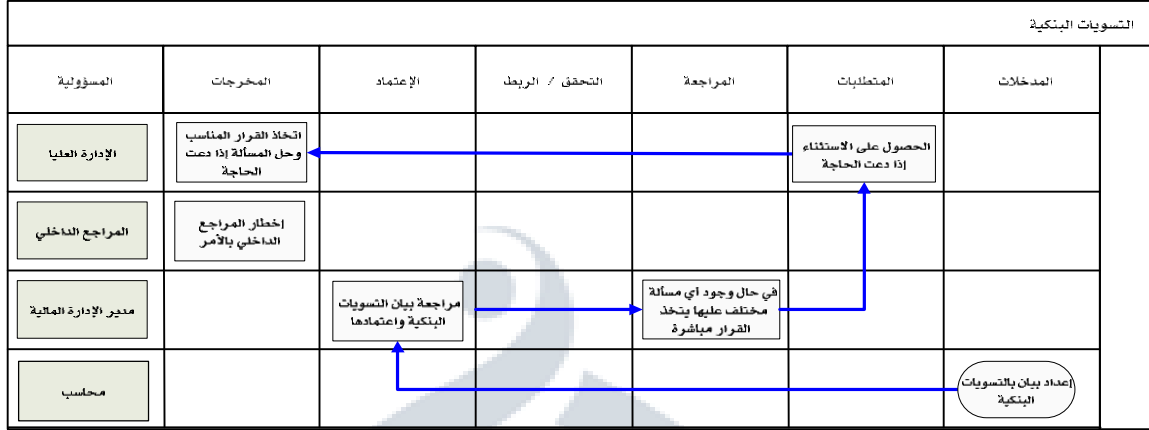 التسويات البنكية
المدخلات
المتطلبات
المراجعة
التحقق / الربط
الإعتماد
المخرجات
المسؤولية
الحصول على الاستثناء
إذا دعت الحاجة
اتخاذ القرار المناسب
وحل المسألة إذا دعت
الحاجة
الإدارة العليا
إخطار المراجع
الداخلي بالأمر
المراجع الداخلي
في حال وجود أي مسألة
مختلف عليها يتخذ
القرار مباشرة
مراجعة بيان التسويات
البنكية واعتمادها
مدير الإدارة المالية
إعداد بيان بالتسويات
البنكية
محاسب